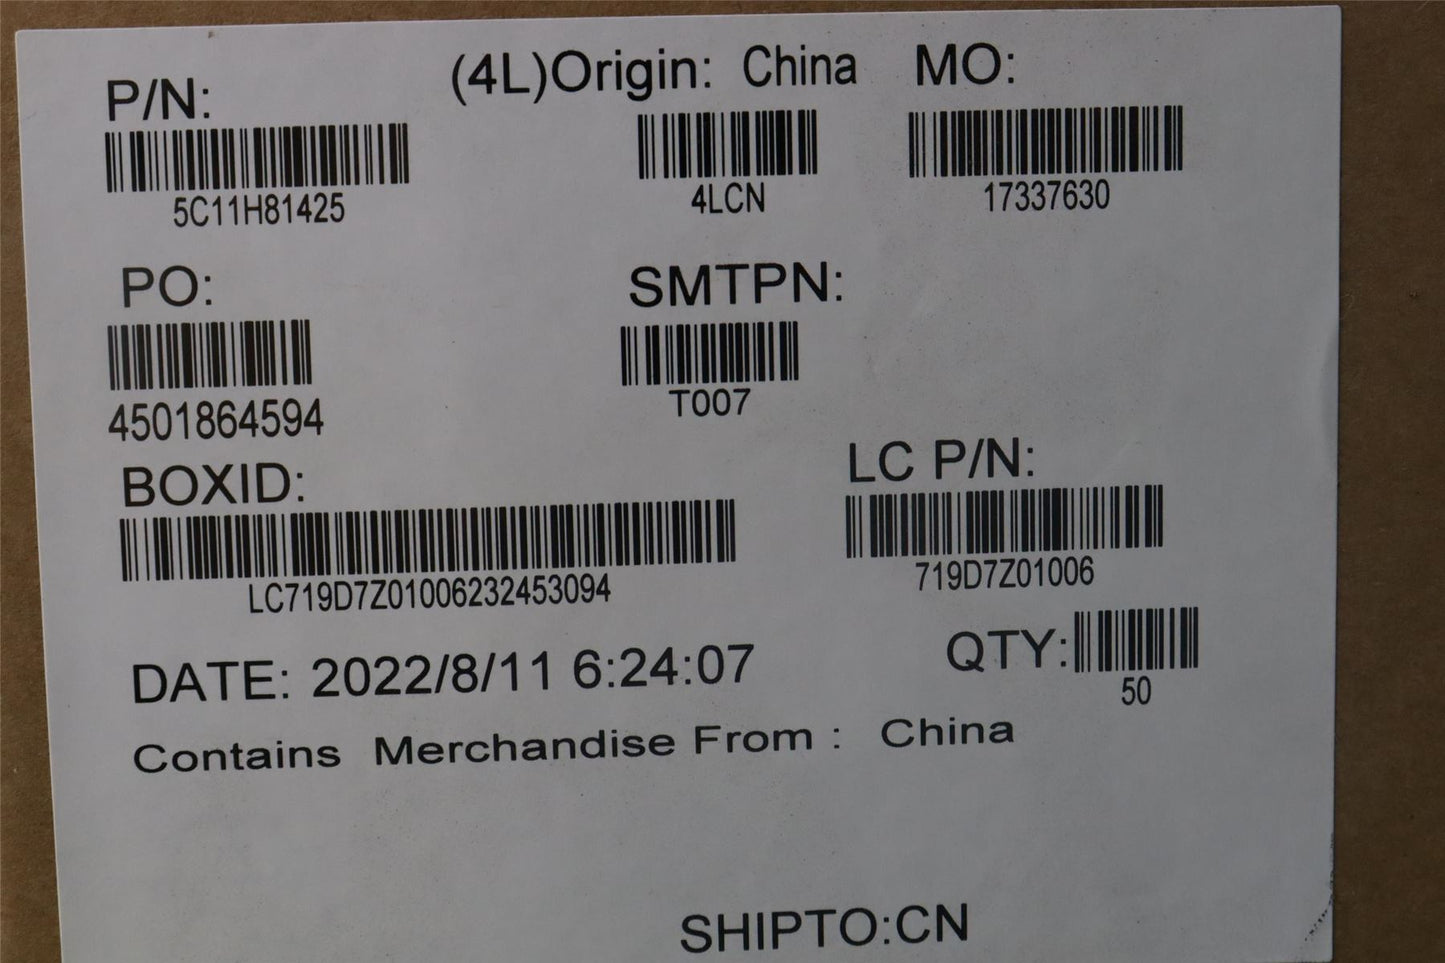 P/N: (4L)Origin: China MO:
5C11H81425 4LCN 17337630
PO: SMTPN:
4501864594 T007
BOXID: LC P/N:
LC719D7Z01006232453094 719D7Z01006
DATE: 2022/8/11 6:24:07 QTY:
50
Contains Merchandise From : China
SHIPTO:CN